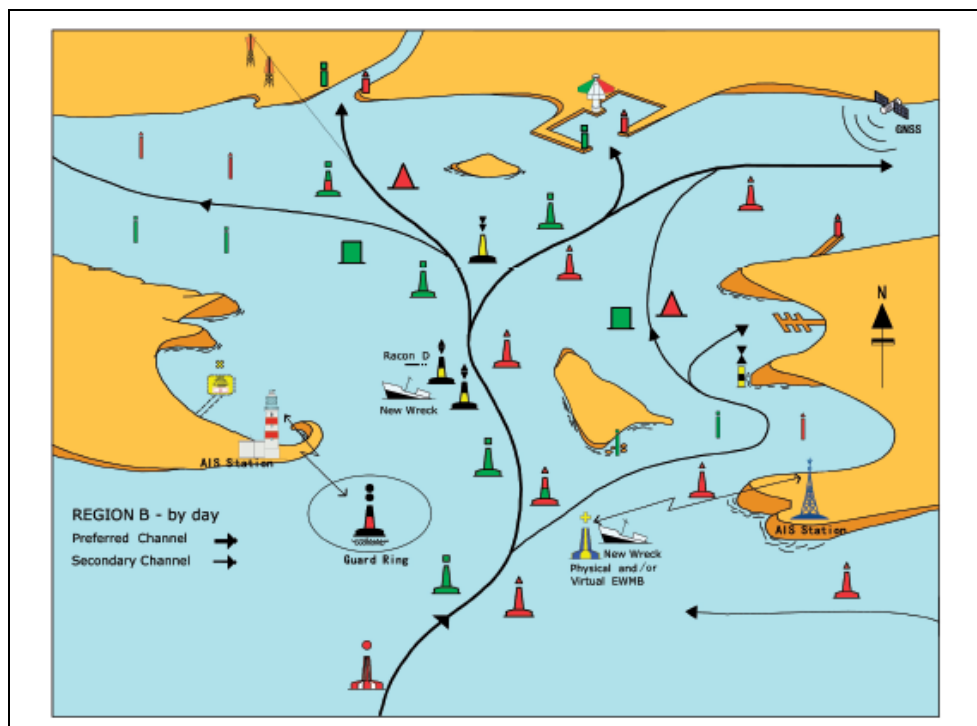 GNSS
N
Racon D
New Wreck
AIS Station
REGION B - by day
Preferred Channel
Secondary Channel
Guard Ring
New Wreck
Physical and/or
Virtual EWMB
AIS Station